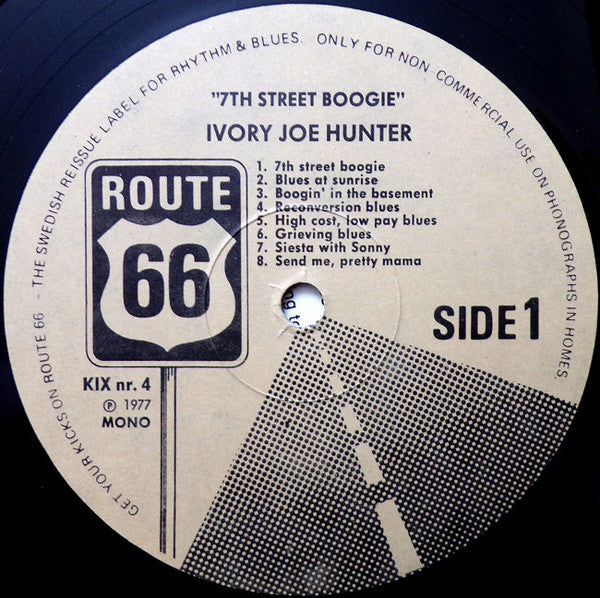 GET YOUR KICKS ON ROUTE 66 - THE SWEDISH REISSUE LABEL FOR RHYTHM & BLUES. ONLY FOR NON COMMERCIAL USE ON PHONOGRAPHS IN HOMES.
"7TH STREET BOOGIE"
IVORY JOE HUNTER
1. 7th street boogie
2. Blues at sunrise
3. Boogin' in the basement
4. Reconversion blues
5. High cost, low pay blues
6. Grieving blues
7. Siesta with Sonny
8. Send me, pretty mama
ROUTE
66
SIDE 1
KIX nr. 4
℗ 1977
MONO